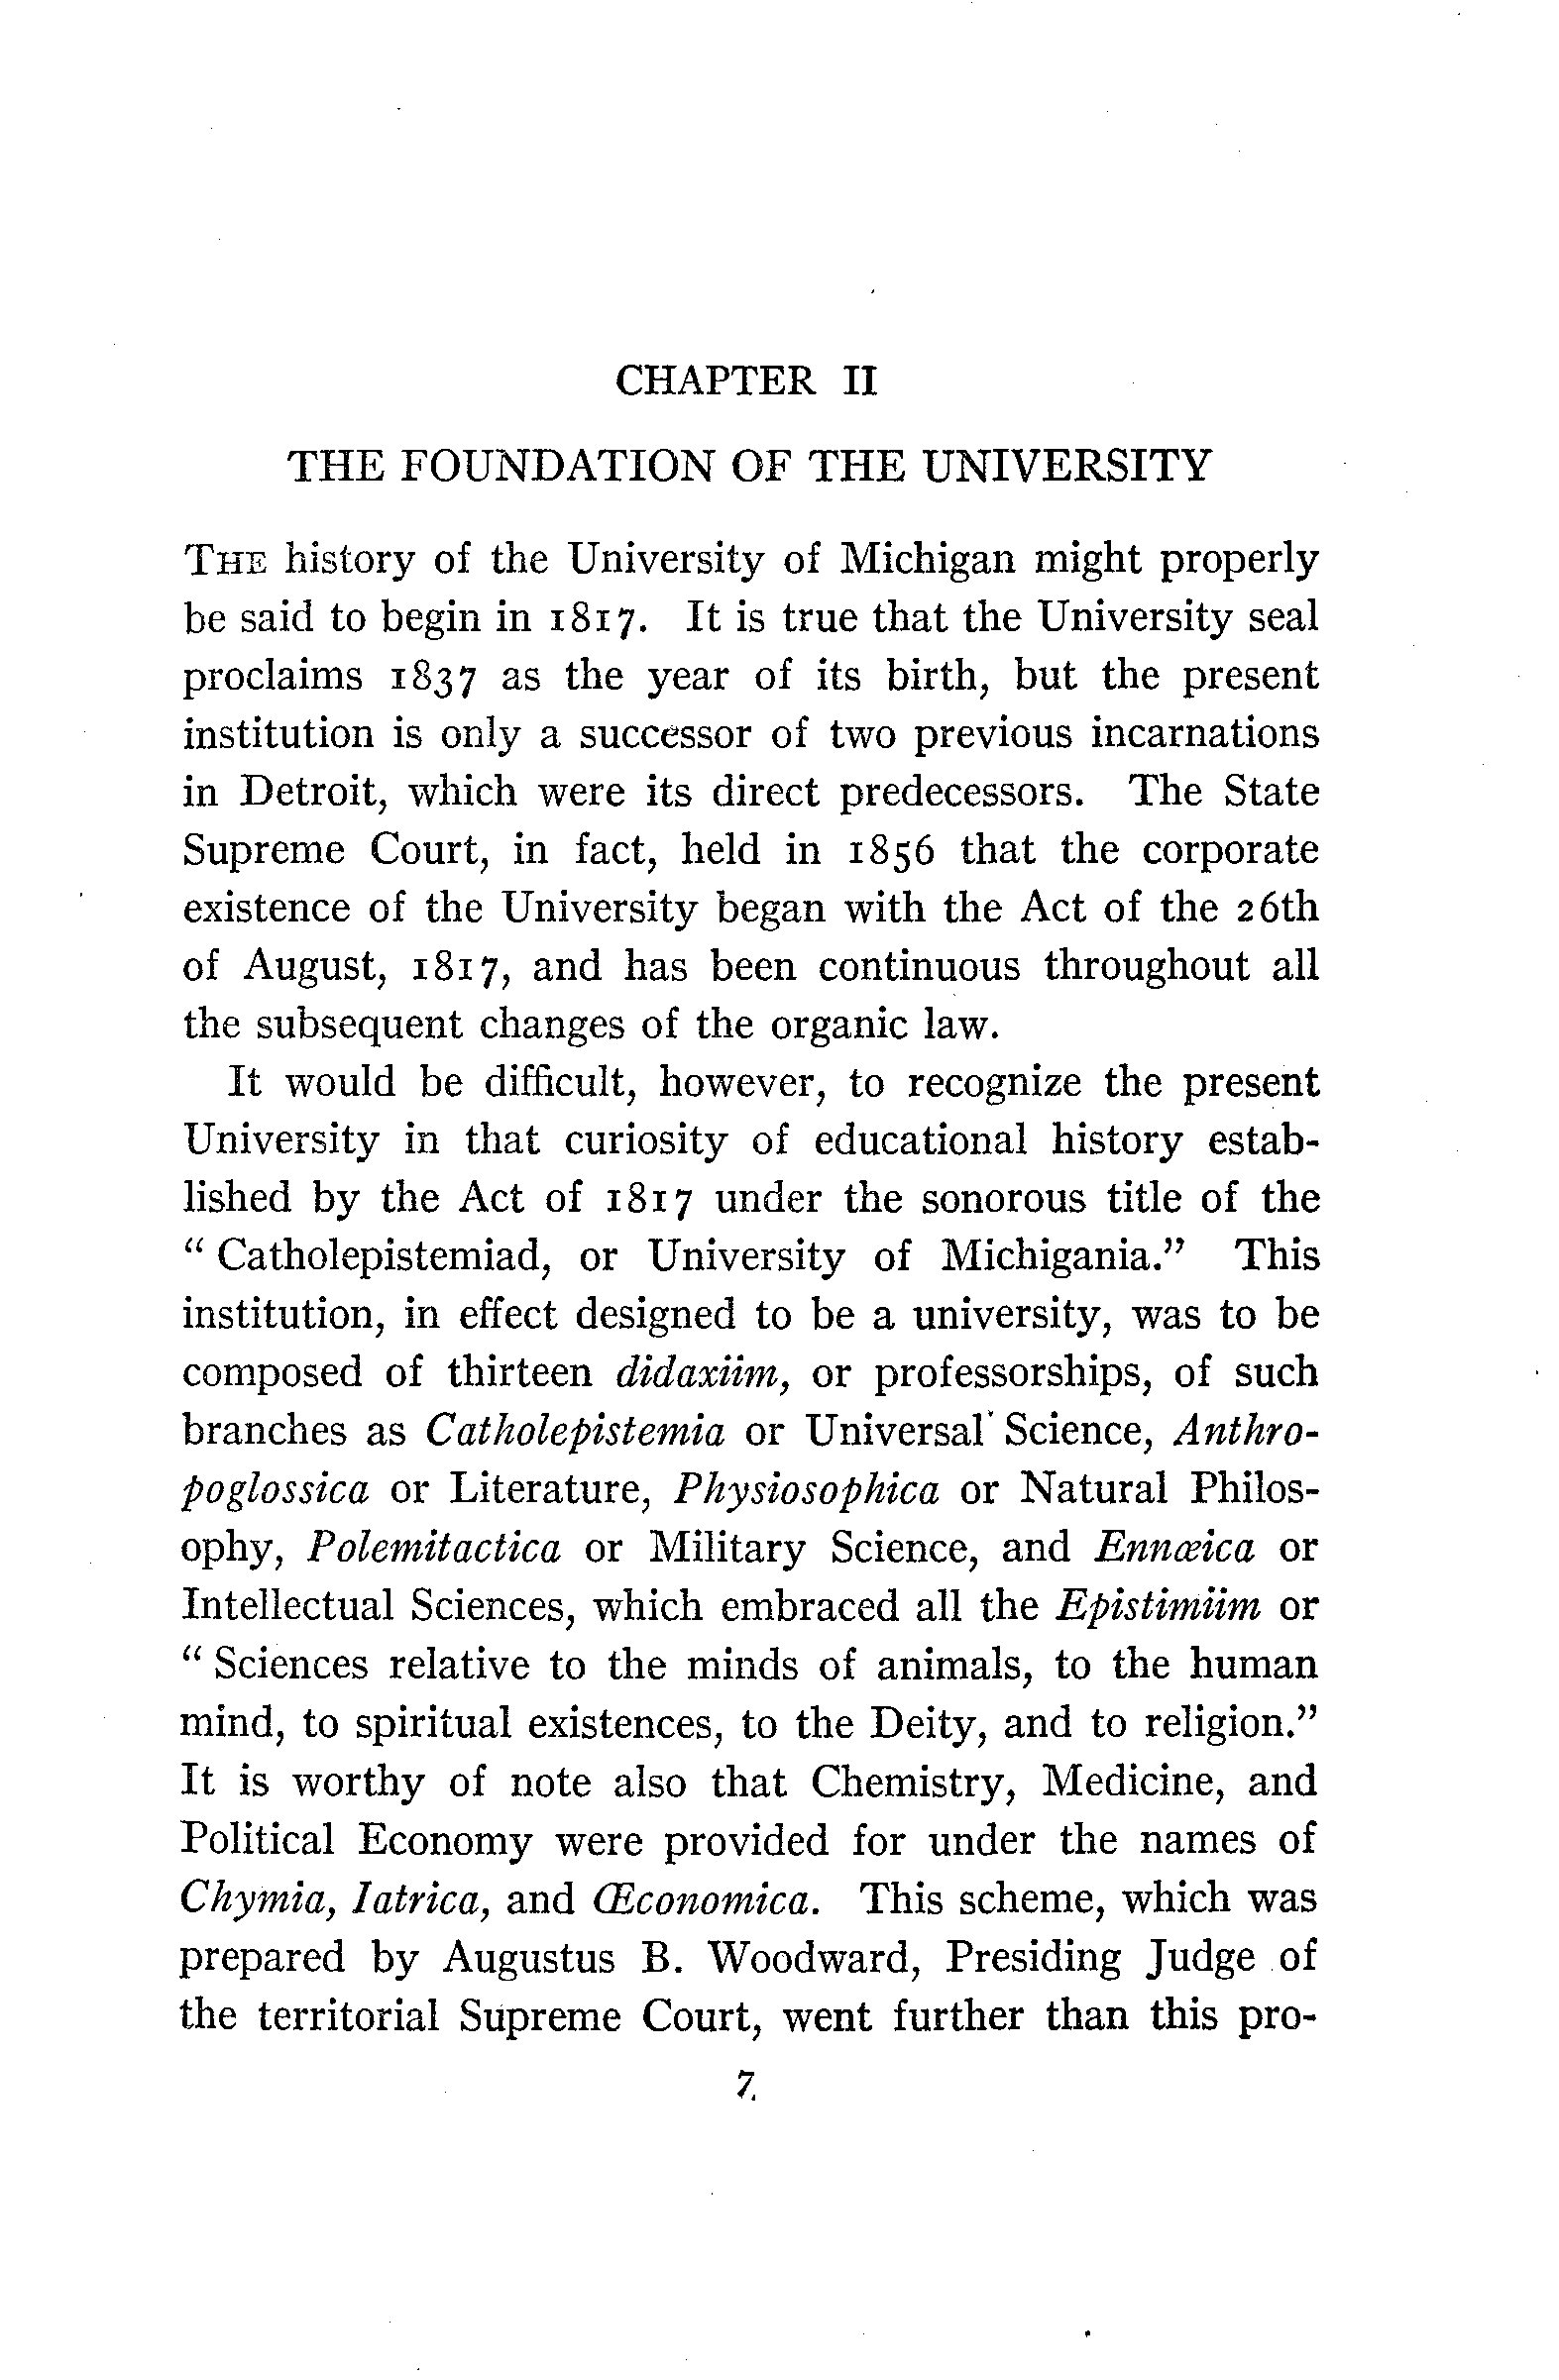 CHAPTER II
THE FOUNDATION OF THE UNIVERSITY
THE history of the University of Michigan might properly
be said to begin in 1817. It is true that the University seal
proclaims 1837 as the year of its birth, but the present
institution is only a successor of two previous incarnations
in Detroit, which were its direct predecessors. The State
Supreme Court, in fact, held in 1856 that the corporate
existence of the University began with the Act of the 26th
of August, 1817, and has been continuous throughout all
the subsequent changes of the organic law.
It would be difficult, however, to recognize the present
University in that curiosity of educational history estab-
lished by the Act of 1817 under the sonorous title of the
“ Catholepistemiad, or University of Michigania.” This
institution, in effect designed to be a university, was to be
composed of thirteen didaxiim, or professorships, of such
branches as Catholepistemia or Universal Science, Anthro-
poglossica or Literature, Physiosophica or Natural Philos-
ophy, Polemitactica or Military Science, and Ennœica or
Intellectual Sciences, which embraced all the Epistimiim or
“ Sciences relative to the minds of animals, to the human
mind, to spiritual existences, to the Deity, and to religion.”
It is worthy of note also that Chemistry, Medicine, and
Political Economy were provided for under the names of
Chymia, Iatrica, and Œconomica. This scheme, which was
prepared by Augustus B. Woodward, Presiding Judge of
the territorial Supreme Court, went further than this pro-
7